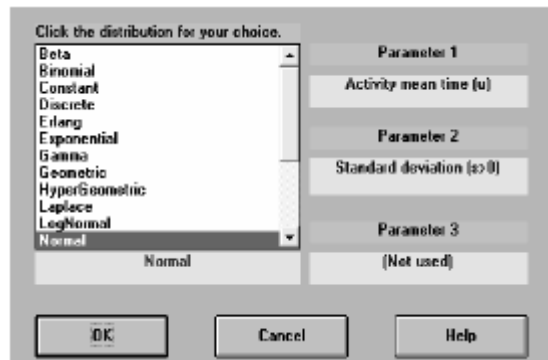 Click the distribution for your choice.
Beta
Binomial
Constant
Discrete
Erlang
Exponential
Gamma
Geometric
HyperGeometric
Laplace
LogNormal
Normal
Normal
Parameter 1
Activity mean time (u)
Parameter 2
Standard deviation (s>0)
Parameter 3
(Not used)
OK
Cancel
Help